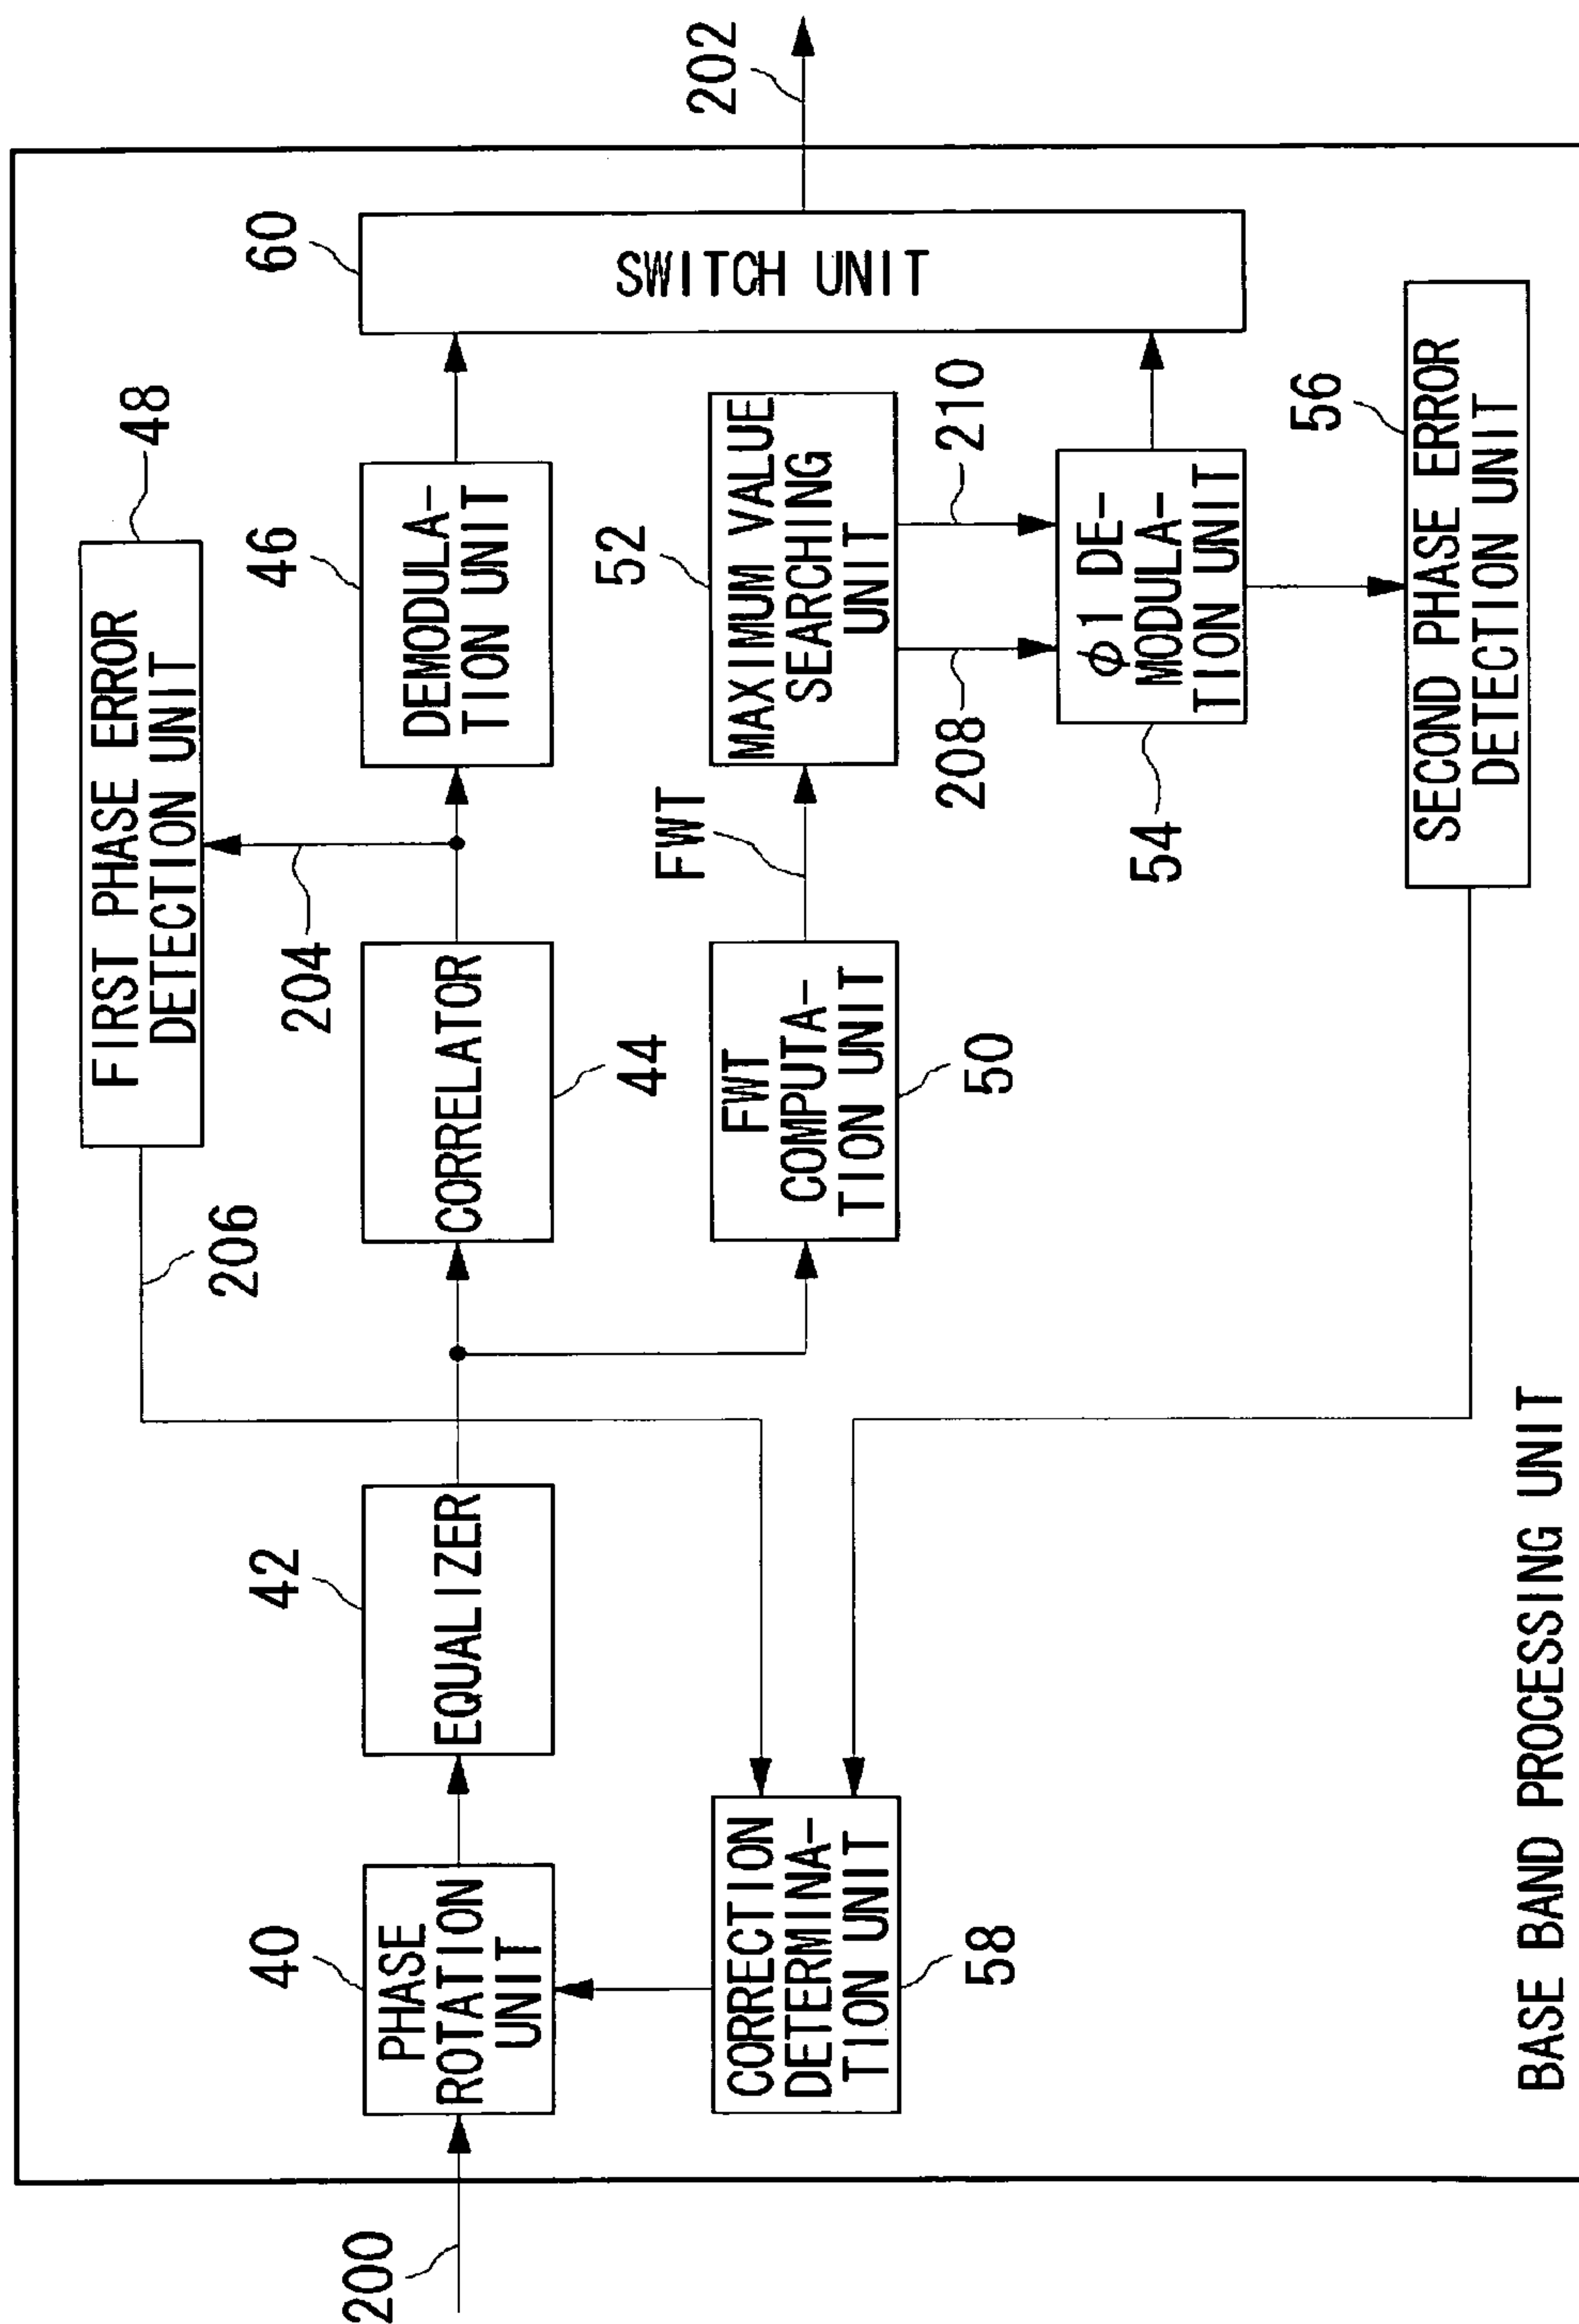 FIRST PHASE ERROR
DETECTION UNIT
48
206
204
200
40
PHASE
ROTATION
UNIT
42
EQUALIZER
CORRELATOR
44
46
DEMODULA-
TION UNIT
60
SWITCH UNIT
202
CORRECTION
DETERMINA-
TION UNIT
58
FWT
COMPUTA-
TION UNIT
50
FWT
52
MAXIMUM VALUE
SEARCHING
UNIT
208
210
φ1 DE-
MODULA-
TION UNIT
54
56
SECOND PHASE ERROR
DETECTION UNIT
BASE BAND PROCESSING UNIT